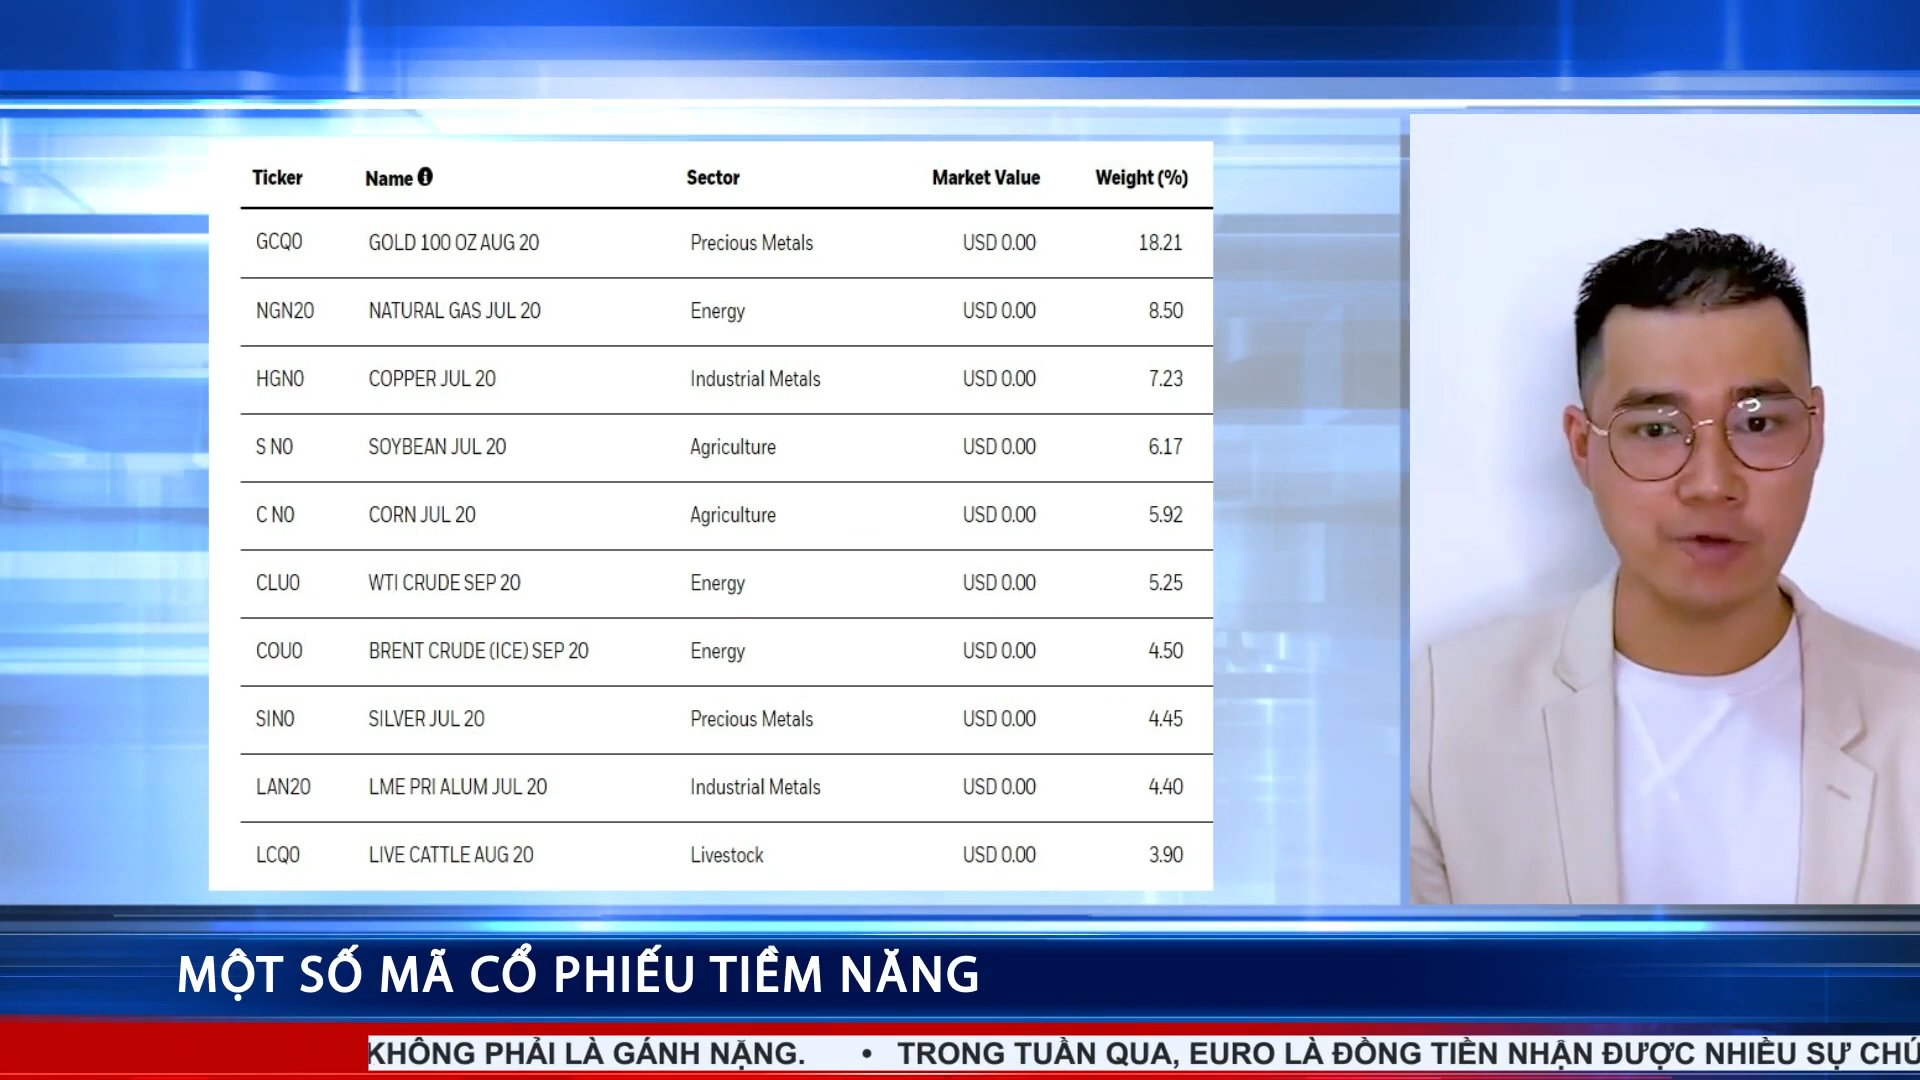 Ticker Name Sector Market Value Weight (%)
GCQ0 GOLD 100 OZ AUG 20 Precious Metals USD 0.00 18.21
NGN20 NATURAL GAS JUL 20 Energy USD 0.00 8.50
HGN0 COPPER JUL 20 Industrial Metals USD 0.00 7.23
S N0 SOYBEAN JUL 20 Agriculture USD 0.00 6.17
C N0 CORN JUL 20 Agriculture USD 0.00 5.92
CLU0 WTI CRUDE SEP 20 Energy USD 0.00 5.25
COU0 BRENT CRUDE (ICE) SEP 20 Energy USD 0.00 4.50
SIN0 SILVER JUL 20 Precious Metals USD 0.00 4.45
LAN20 LME PRI ALUM JUL 20 Industrial Metals USD 0.00 4.40
LCQ0 LIVE CATTLE AUG 20 Livestock USD 0.00 3.90
MỘT SỐ MÃ CỔ PHIẾU TIỀM NĂNG
KHÔNG PHẢI LÀ GÁNH NẶNG. • TRONG TUẦN QUA, EURO LÀ ĐỒNG TIỀN NHẬN ĐƯỢC NHIỀU SỰ CHÚ